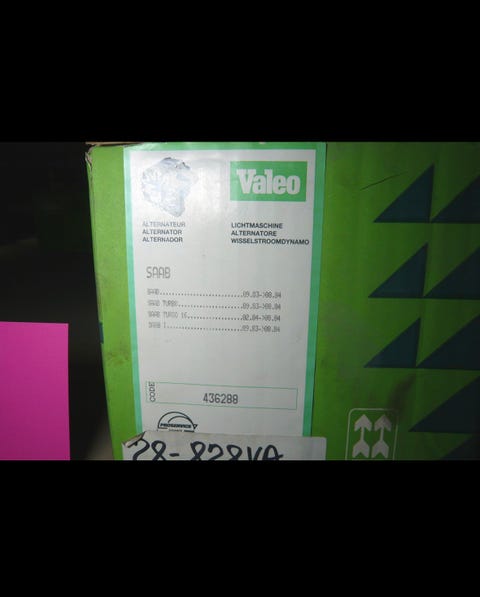 Valeo
ALTERNATEUR
ALTERNATOR
ALTERNADOR
LICHTMASCHINE
ALTERNATORE
WISSELSTROOMDYNAMO
SAAB
SAAB.....................09.83->08.84
SAAB TURBO................09.83->08.84
SAAB TURBO 16.............02.84->08.84
09.83->08.84
CODE
436288
PROSERVICE
28-828VA